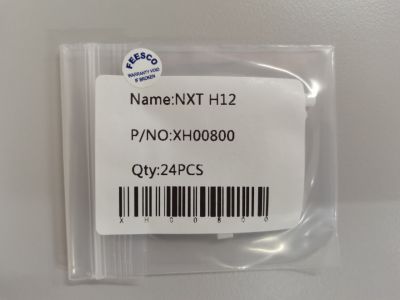 FEESCO
WARRANTY VOID
IF BROKEN
Name:NXT H12
P/NO:XH00800
Qty:24PCS
XH00800